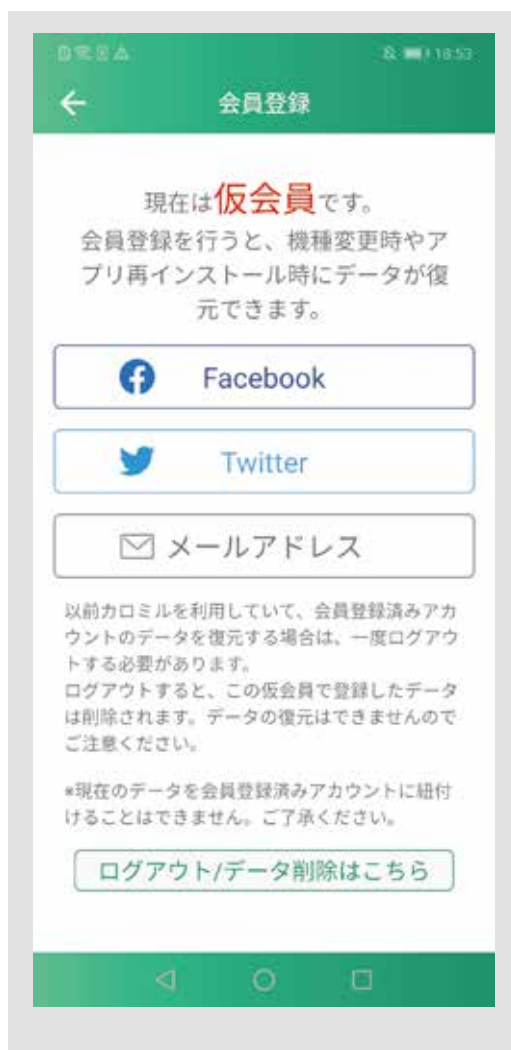 18:53
会員登録
現在は仮会員です。
会員登録を行うと、機種変更時やア
プリ再インストール時にデータが復
元できます。
Facebook
Twitter
メールアドレス
以前カロミルを利用していて、会員登録済みアカ
ウントのデータを復元する場合は、一度ログアウ
トする必要があります。
ログアウトすると、この仮会員で登録したデータ
は削除されます。データの復元はできませんので
ご注意ください。
*現在のデータを会員登録済みアカウントに紐付
けることはできません。ご了承ください。
ログアウト/データ削除はこちら